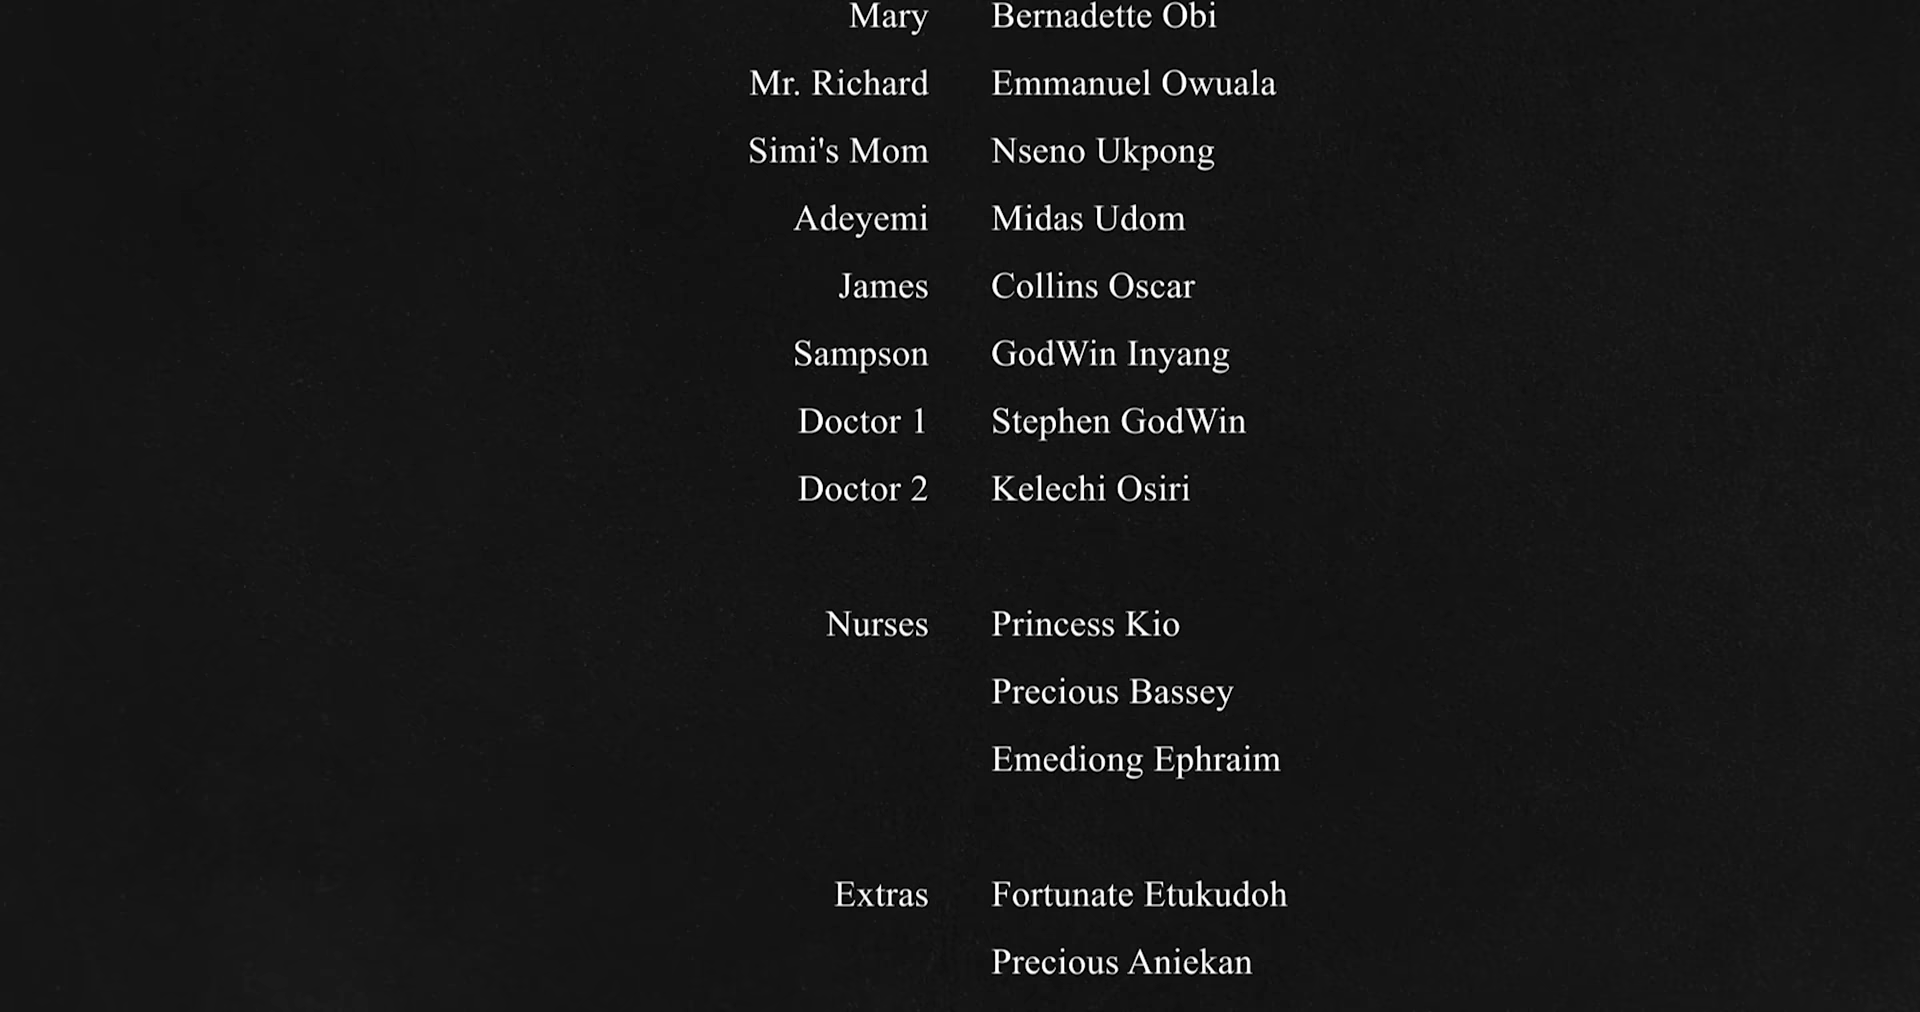 Mary Bernadette Obi
Mr. Richard Emmanuel Owuala
Simi's Mom Nseno Ukpong
Adeyemi Midas Udom
James Collins Oscar
Sampson GodWin Inyang
Doctor 1 Stephen GodWin
Doctor 2 Kelechi Osiri
Nurses Princess Kio
Precious Bassey
Emediong Ephraim
Extras Fortunate Etukudoh
Precious Aniekan